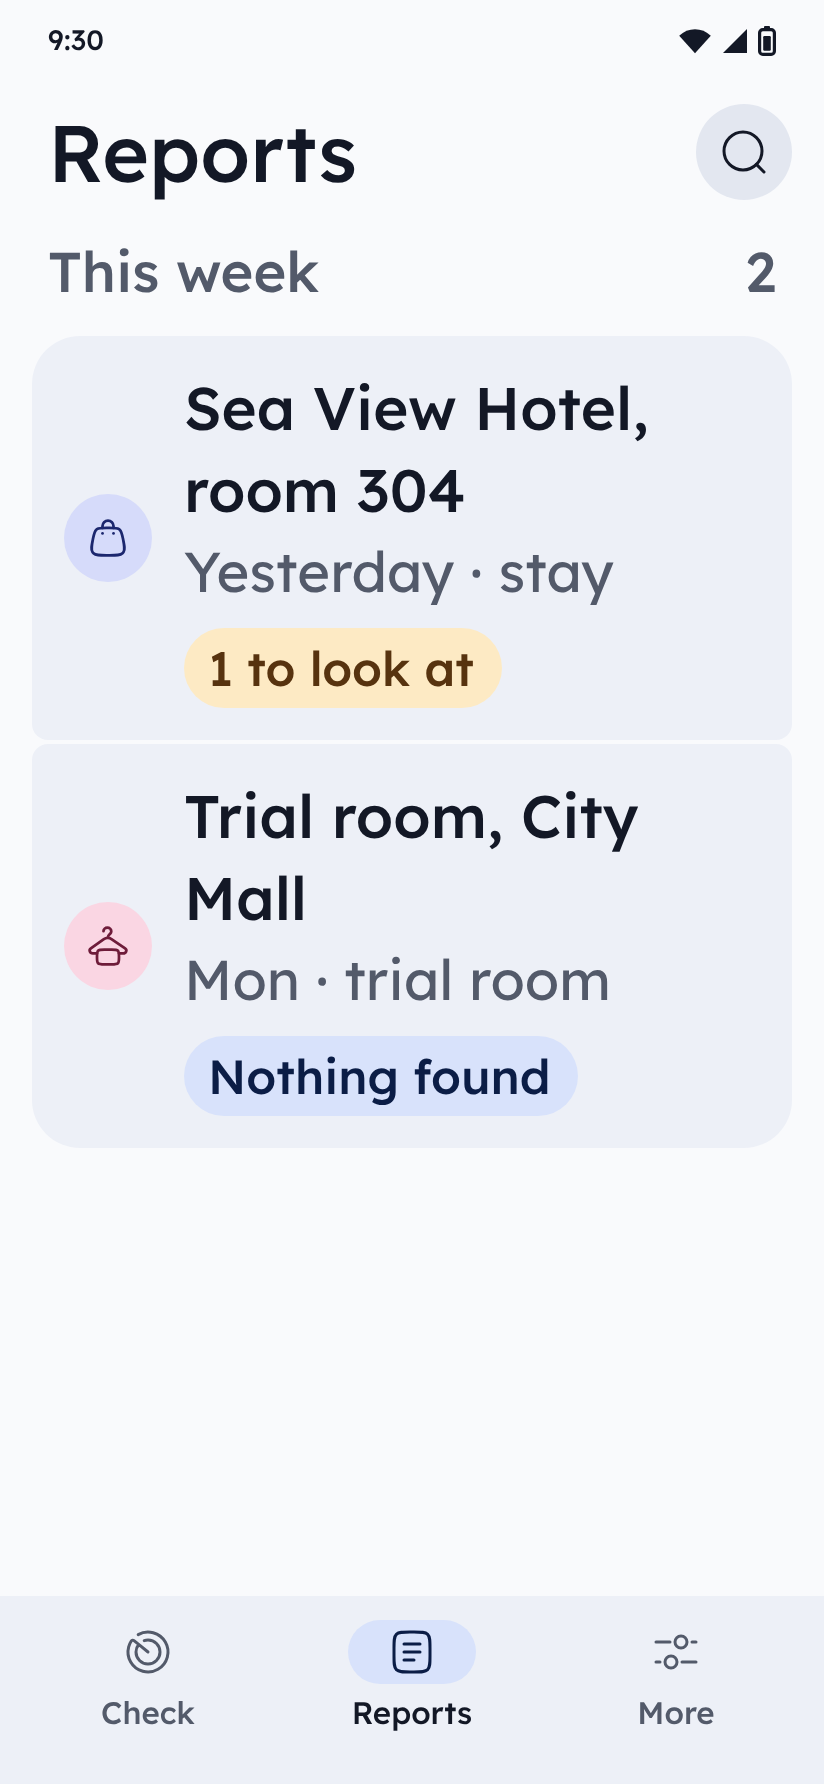 9:30
Reports
This week
2
Sea View Hotel,
room 304
Yesterday · stay
1 to look at
Trial room, City
Mall
Mon · trial room
Nothing found
Check
Reports
More